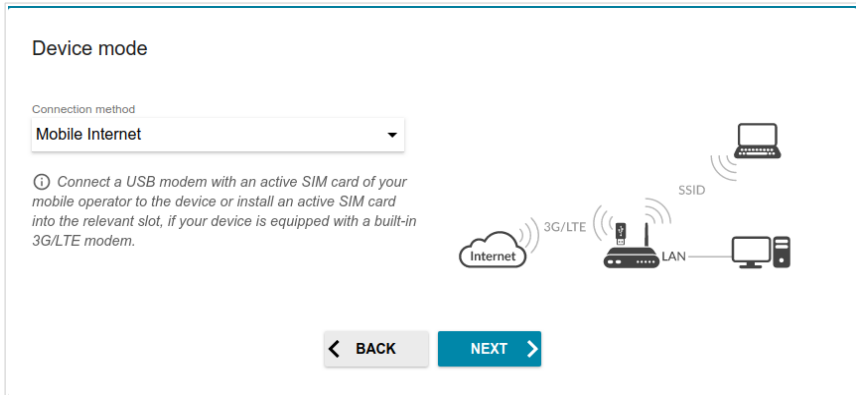 Device mode
Connection method
Mobile Internet
Connect a USB modem with an active SIM card of your
mobile operator to the device or install an active SIM card
into the relevant slot, if your device is equipped with a built-in
3G/LTE modem.
SSID
3G/LTE
Internet
LAN
BACK
NEXT